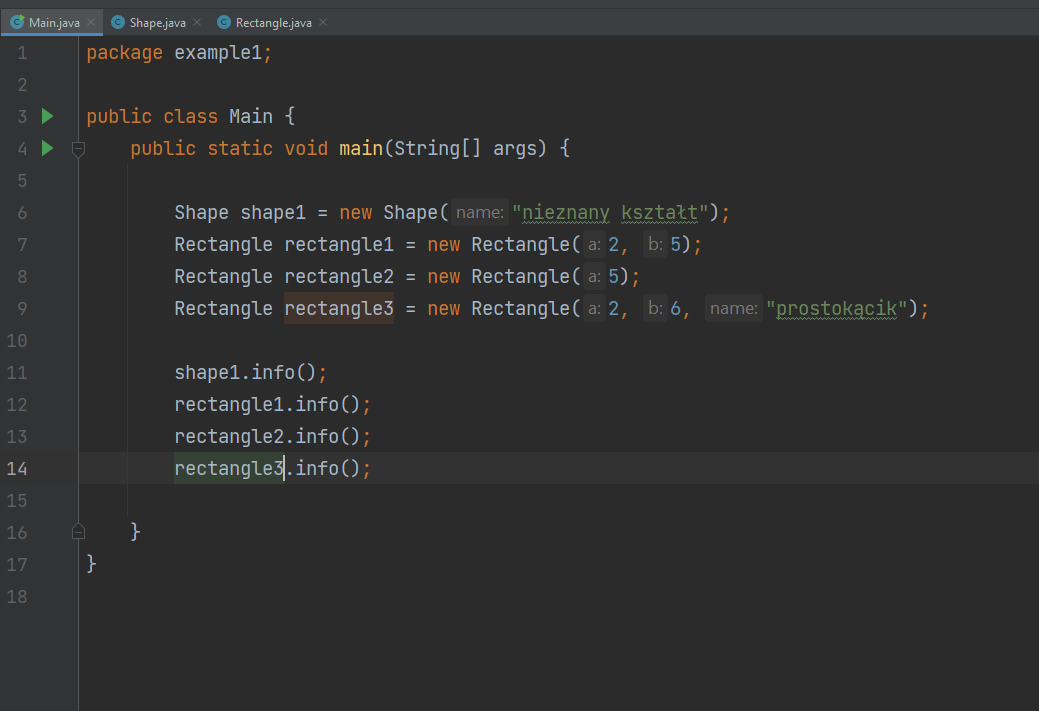 Main.java Shape.java Rectangle.java
1 package example1;
2
3 public class Main {
4 public static void main(String[] args) {
5
6 Shape shape1 = new Shape( name: "nieznany kształt");
7 Rectangle rectangle1 = new Rectangle( a: 2, b: 5);
8 Rectangle rectangle2 = new Rectangle( a: 5);
9 Rectangle rectangle3 = new Rectangle( a: 2, b: 6, name: "prostokącik");
10
11 shape1.info();
12 rectangle1.info();
13 rectangle2.info();
14 rectangle3.info();
15
16 }
17 }
18